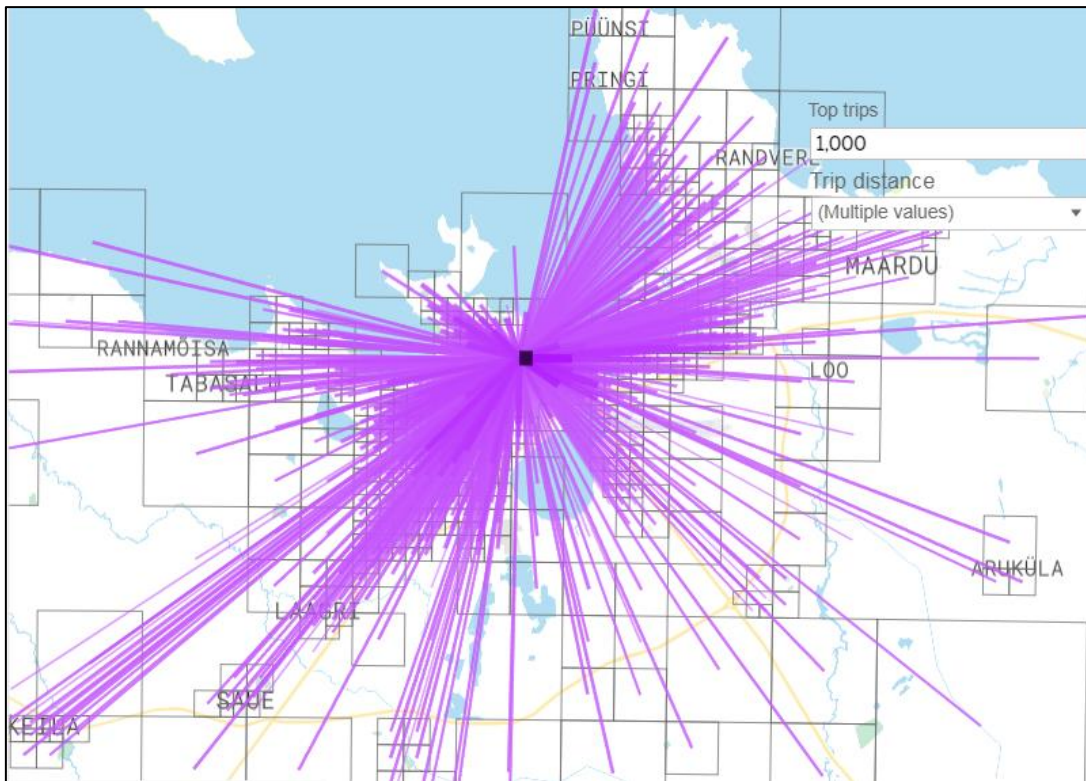 PÜÜNSI
PRINGI
Top trips
1,000
RANDVERE
Trip distance
(Multiple values)
MAARDU
RANNAMÕISA
TABASALU
LOO
ARUKÜLA
LAAGRI
SAUE
KEILA